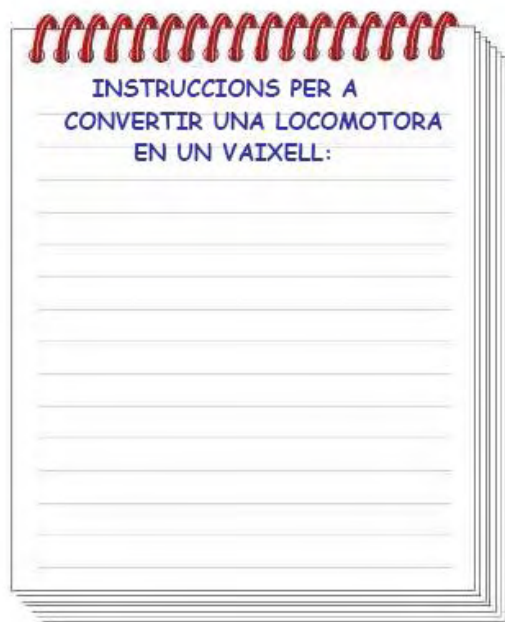 INSTRUCCIONS PER A
CONVERTIR UNA LOCOMOTORA
EN UN VAIXELL: